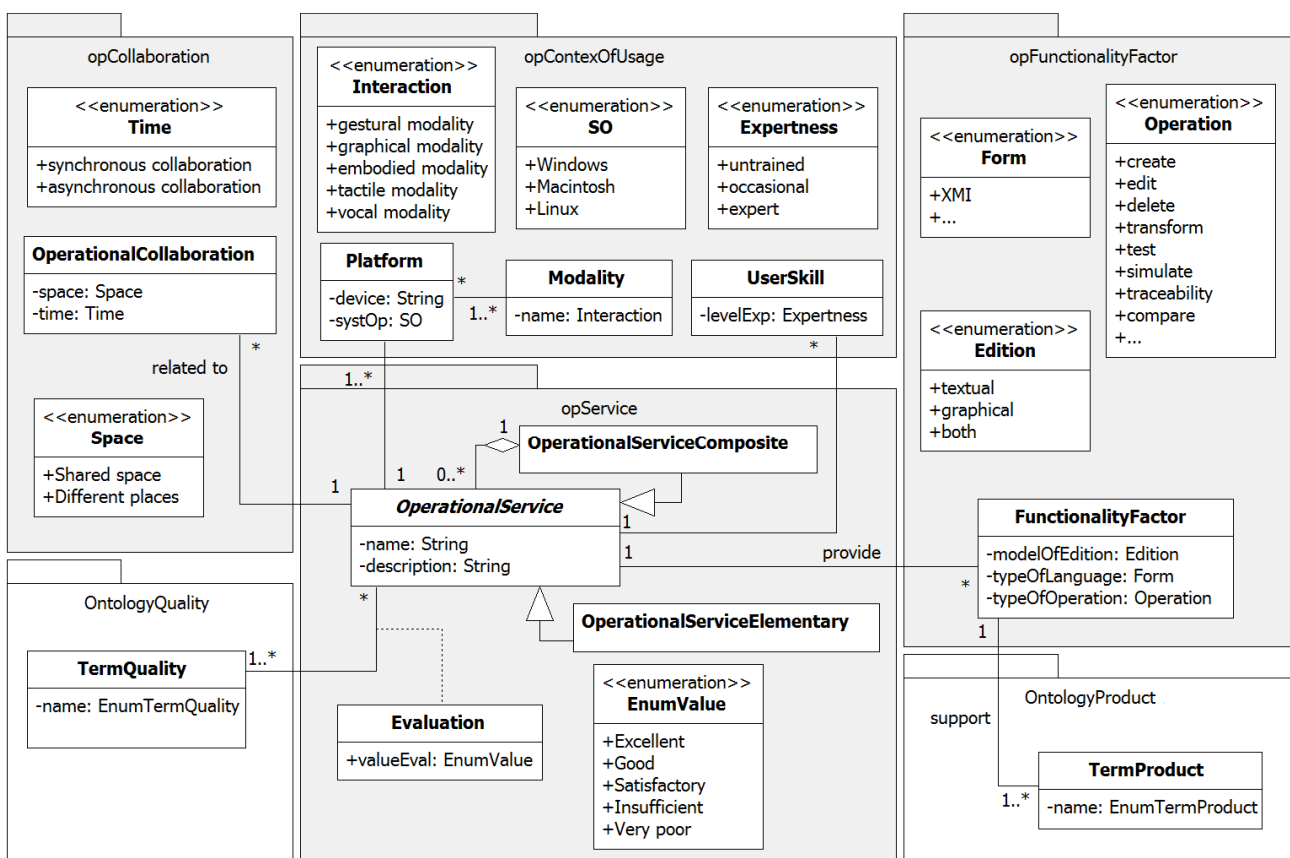 opCollaboration
<<enumeration>>
Time
+synchronous collaboration
+asynchronous collaboration
OperationalCollaboration
-space: Space
-time: Time
*
related to
<<enumeration>>
Space
+Shared space
+Different places
1
opContexOfUsage
<<enumeration>>
Interaction
+gestural modality
+graphical modality
+embodied modality
+tactile modality
+vocal modality
<<enumeration>>
SO
+Windows
+Macintosh
+Linux
<<enumeration>>
Expertness
+untrained
+occasional
+expert
Platform
-device: String
-systOp: SO
*
1..*
Modality
-name: Interaction
UserSkill
-levelExp: Expertness
*
1..*
opService
1
OperationalServiceComposite
0..*
1
OperationalService
-name: String
-description: String
1
1
provide
*
*
OperationalServiceElementary
Evaluation
+valueEval: EnumValue
<<enumeration>>
EnumValue
+Excellent
+Good
+Satisfactory
+Insufficient
+Very poor
opFunctionalityFactor
<<enumeration>>
Form
+XMI
+...
<<enumeration>>
Operation
+create
+edit
+delete
+transform
+test
+simulate
+traceability
+compare
+...
<<enumeration>>
Edition
+textual
+graphical
+both
FunctionalityFactor
-modelOfEdition: Edition
-typeOfLanguage: Form
-typeOfOperation: Operation
1
OntologyQuality
TermQuality
-name: EnumTermQuality
1..*
OntologyProduct
support
TermProduct
-name: EnumTermProduct
1..*